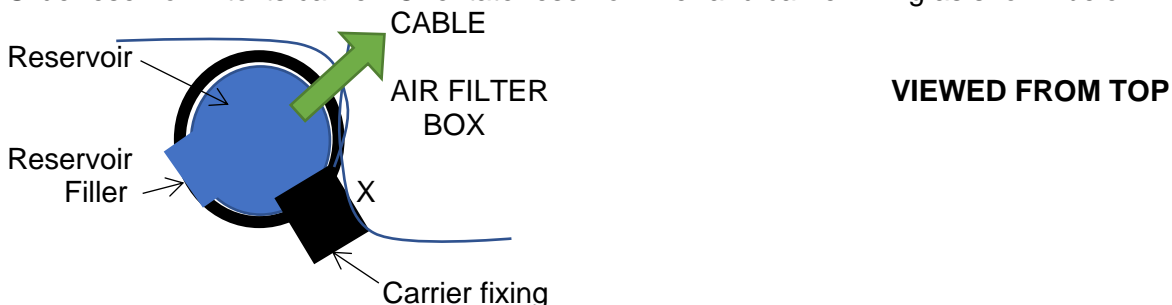 CABLE
Reservoir
AIR FILTER
BOX
VIEWED FROM TOP
Reservoir
Filler
X
Carrier fixing